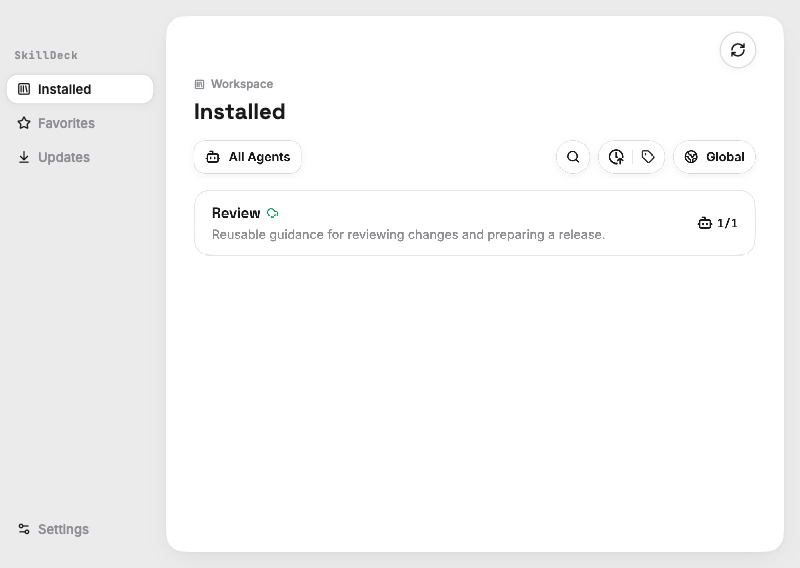 SkillDeck
Installed
Favorites
Updates
Settings
Workspace
Installed
All Agents
Global
Review
Reusable guidance for reviewing changes and preparing a release.
1/1